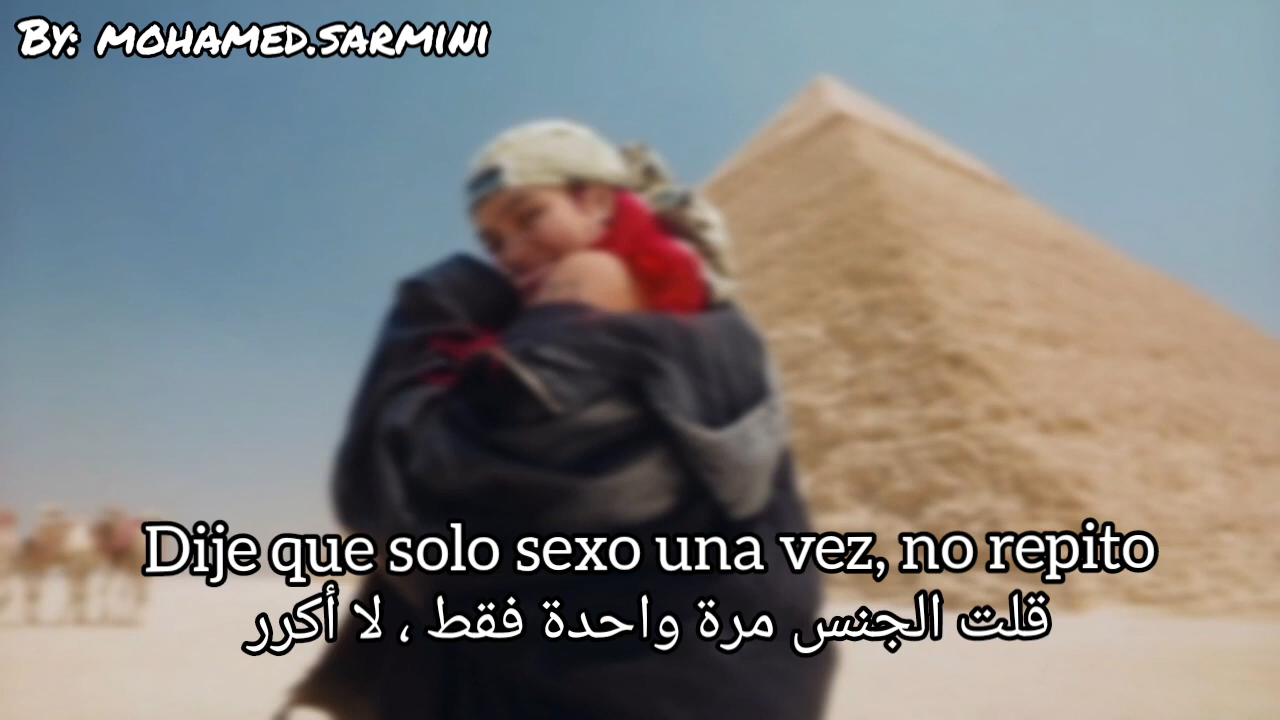 By: MOHAMED.SARMINI
Dije que solo sexo una vez, no repito
قلت الجنس مرة واحدة فقط ، لا أكرر